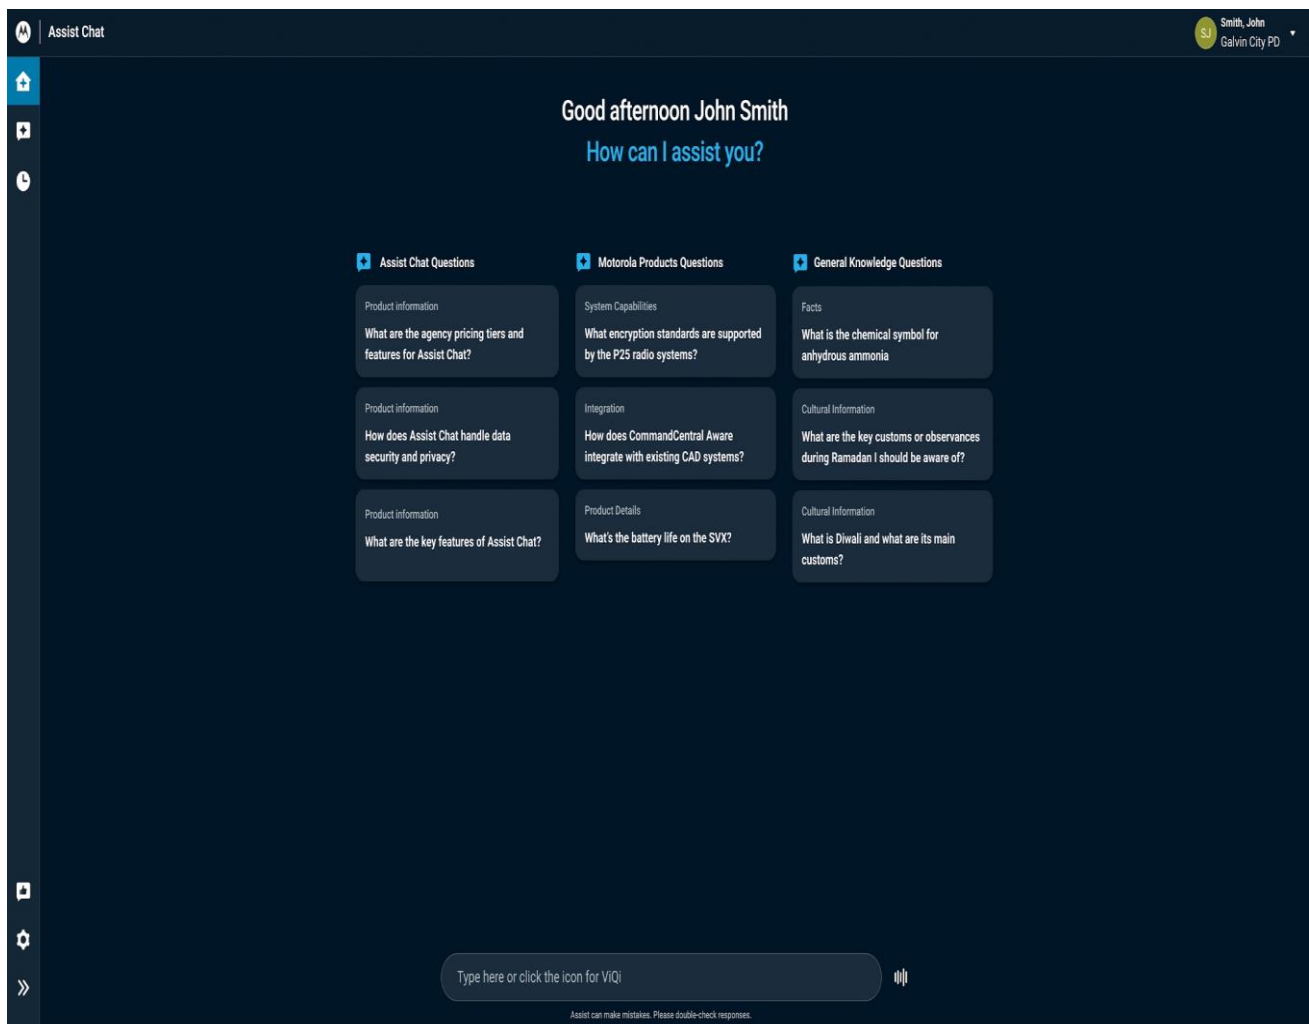 Assist Chat
SJ
Smith, John
Galvin City PD
Good afternoon John Smith
How can I assist you?
Assist Chat Questions
Product information
What are the agency pricing tiers and
features for Assist Chat?
Product information
How does Assist Chat handle data
security and privacy?
Product information
What are the key features of Assist Chat?
Motorola Products Questions
System Capabilities
What encryption standards are supported
by the P25 radio systems?
Integration
How does CommandCentral Aware
integrate with existing CAD systems?
Product Details
What's the battery life on the SVX?
General Knowledge Questions
Facts
What is the chemical symbol for
anhydrous ammonia
Cultural Information
What are the key customs or observances
during Ramadan I should be aware of?
Cultural Information
What is Diwali and what are its main
customs?
Type here or click the icon for ViQi
Assist can make mistakes. Please double-check responses.